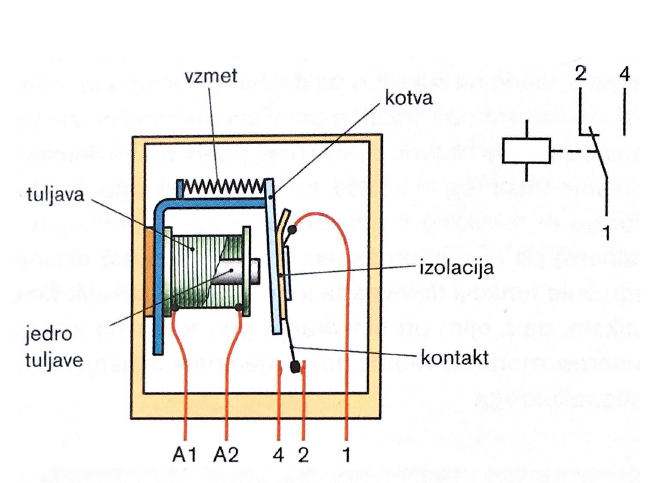 vzmet
2 4
kotva
tuljava
1
izolacija
jedro
tuljave
kontakt
A1 A2 4 2 1